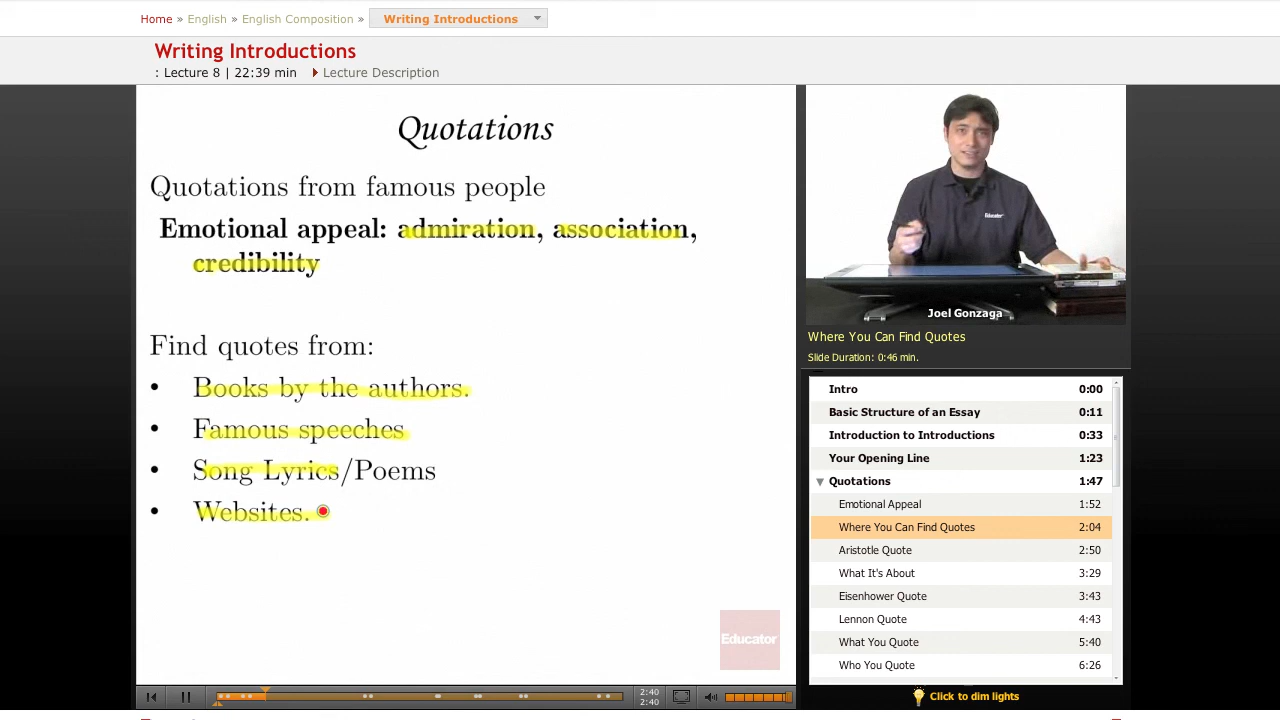 Home » English » English Composition » Writing Introductions
Writing Introductions
: Lecture 8 | 22:39 min Lecture Description
Quotations
Quotations from famous people
Emotional appeal: admiration, association,
credibility
Find quotes from:
• Books by the authors.
• Famous speeches
• Song Lyrics/Poems
• Websites.
Educator
2:40
2:40
Educator
Joel Gonzaga
Where You Can Find Quotes
Slide Duration: 0:46 min.
Intro 0:00
Basic Structure of an Essay 0:11
Introduction to Introductions 0:33
Your Opening Line 1:23
Quotations 1:47
Emotional Appeal 1:52
Where You Can Find Quotes 2:04
Aristotle Quote 2:50
What It's About 3:29
Eisenhower Quote 3:43
Lennon Quote 4:43
What You Quote 5:40
Who You Quote 6:26
Click to dim lights